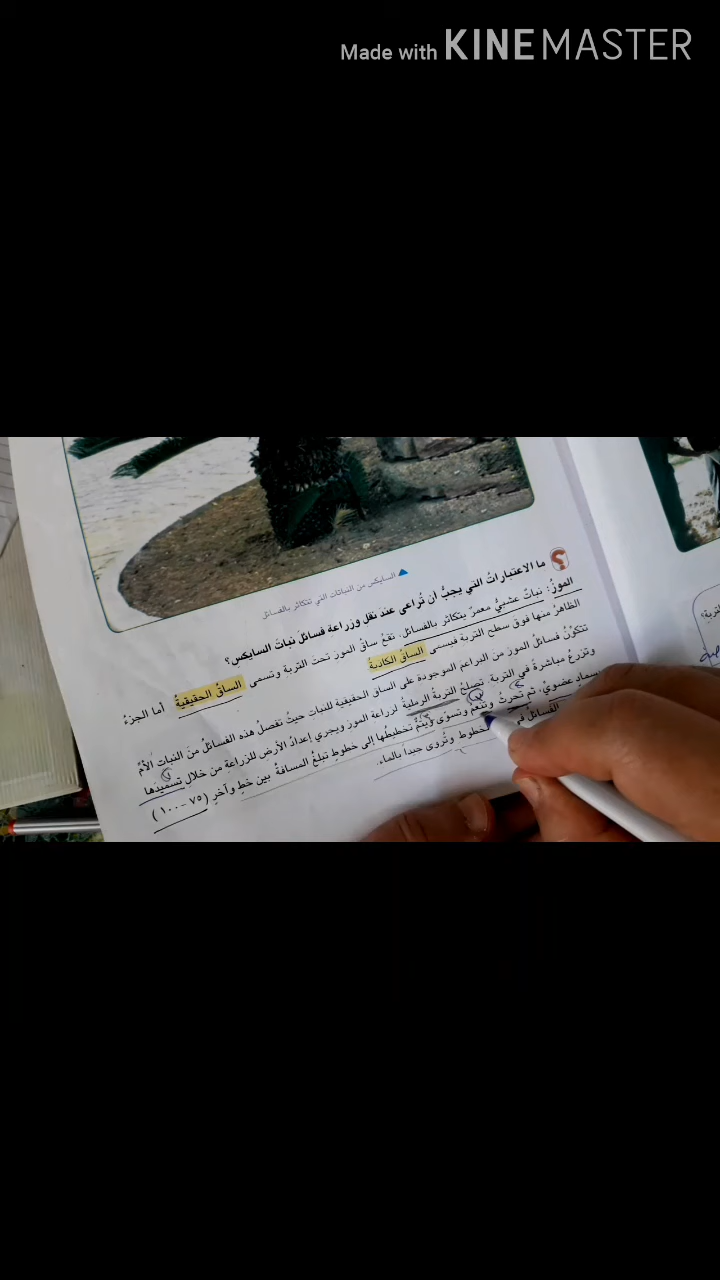 Made with KINEMASTER
السايكس من النباتات التي تتكاثر بالفسائل
ما الاعتبارات التي يجبُ أن تُراعى عند نقل وزراعة فسائل نبات السايكس؟
الموزُ: نباتٌ عشبيٌ معمرٌ يتكاثر بالفسائل. تقعُ ساقُ الموز تحت التربة وتسمى الساقُ الحقيقيةُ أما الجزءُ
الظاهرُ منها فوق سطح التربة فيسمى الساقُ الكاذبةُ
تتكوّنُ فسائلُ الموز من البراعم الموجودة على الساق الحقيقية للنبات حيثُ تفصلُ هذه الفسائلُ منَ النبات الأمِّ
وتزرعُ مباشرةً في التربة. تصلحُ التربةُ الرمليةُ لزراعة الموز ويجري إعدادُ الأرض للزراعة من خلال تسميدها
بسمادٍ عضويٍ، ثم تُحرثُ وتنعّم وتسوّى ويتمُّ تخطيطُها إلى خطوطٍ تبلغُ المسافةُ بين خطٍ وآخرٍ (٧٥ - ١٠٠)
الفسائلُ في خطوط وتُروى جيداً بالماء.